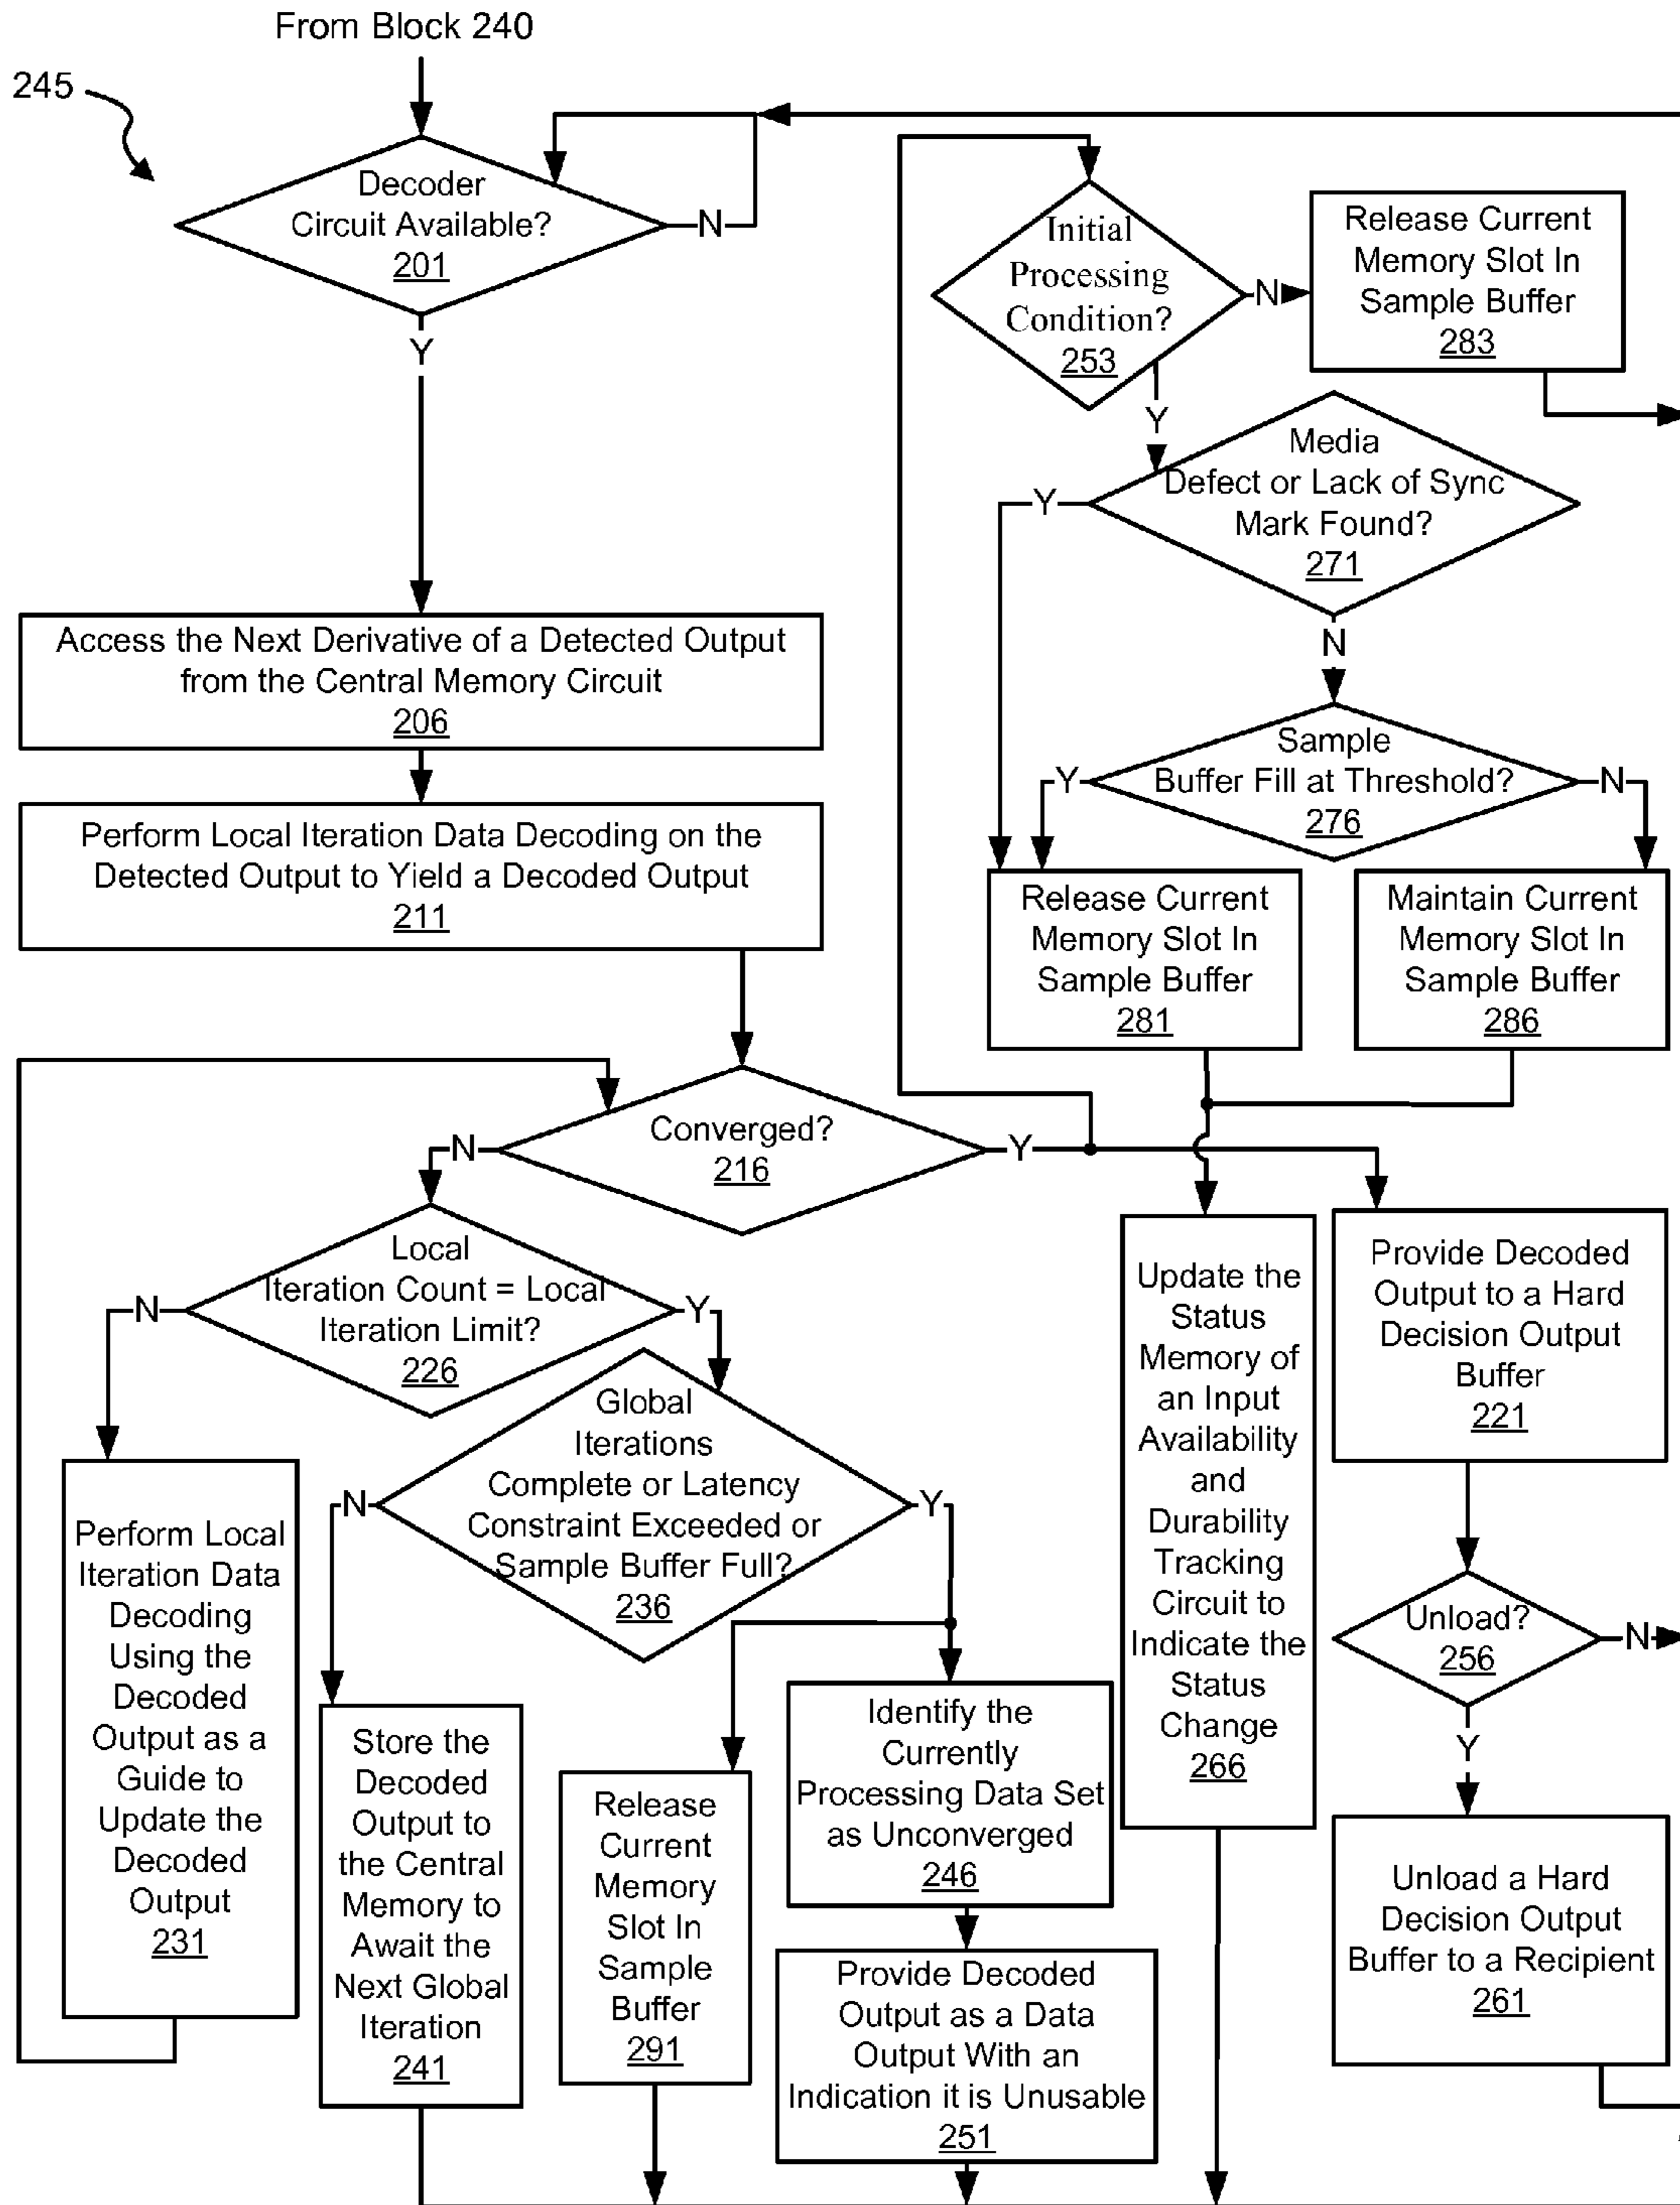 From Block 240
245
Decoder
Circuit Available?
201
N
Y
Initial
Processing
Condition?
253
N
Y
Release Current
Memory Slot In
Sample Buffer
283
Media
Defect or Lack of Sync
Mark Found?
271
Y
N
Access the Next Derivative of a Detected Output
from the Central Memory Circuit
206
Sample
Buffer Fill at Threshold?
276
Y
N
Perform Local Iteration Data Decoding on the
Detected Output to Yield a Decoded Output
211
Release Current
Memory Slot In
Sample Buffer
281
Maintain Current
Memory Slot In
Sample Buffer
286
Converged?
216
N
Y
Local
Iteration Count = Local
Iteration Limit?
226
N
Y
Global
Iterations
Complete or Latency
Constraint Exceeded or
Sample Buffer Full?
236
N
Y
Update the
Status
Memory of
an Input
Availability
and
Durability
Tracking
Circuit to
Indicate the
Status
Change
266
Provide Decoded
Output to a Hard
Decision Output
Buffer
221
Perform Local
Iteration Data
Decoding
Using the
Decoded
Output as a
Guide to
Update the
Decoded
Output
231
Unload?
256
N
Y
Store the
Decoded
Output to
the Central
Memory to
Await the
Next Global
Iteration
241
Release
Current
Memory
Slot In
Sample
Buffer
291
Identify the
Currently
Processing Data Set
as Unconverged
246
Provide Decoded
Output as a Data
Output With an
Indication it is Unusable
251
Unload a Hard
Decision Output
Buffer to a Recipient
261